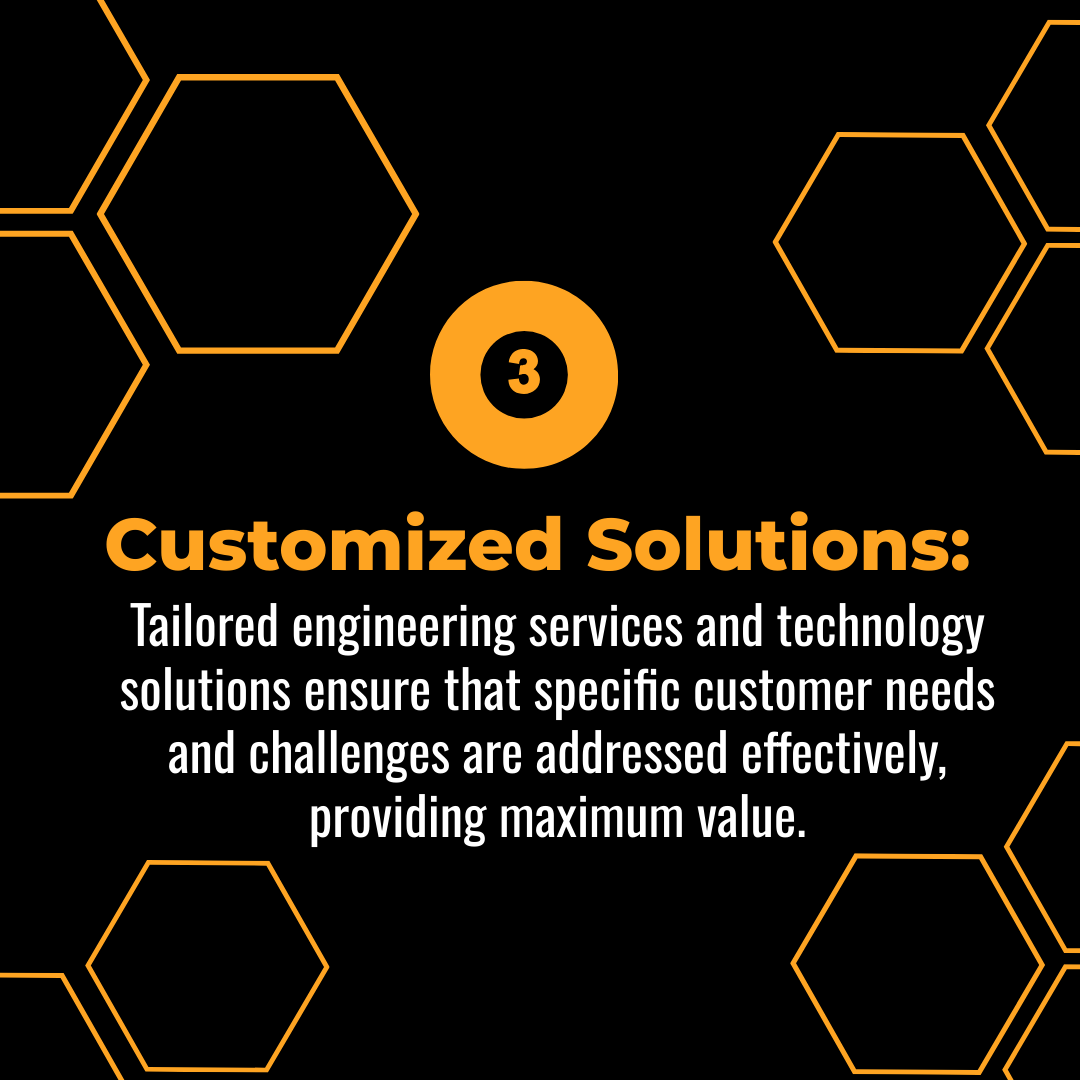 3
Customized Solutions:
Tailored engineering services and technology
solutions ensure that specific customer needs
and challenges are addressed effectively,
providing maximum value.